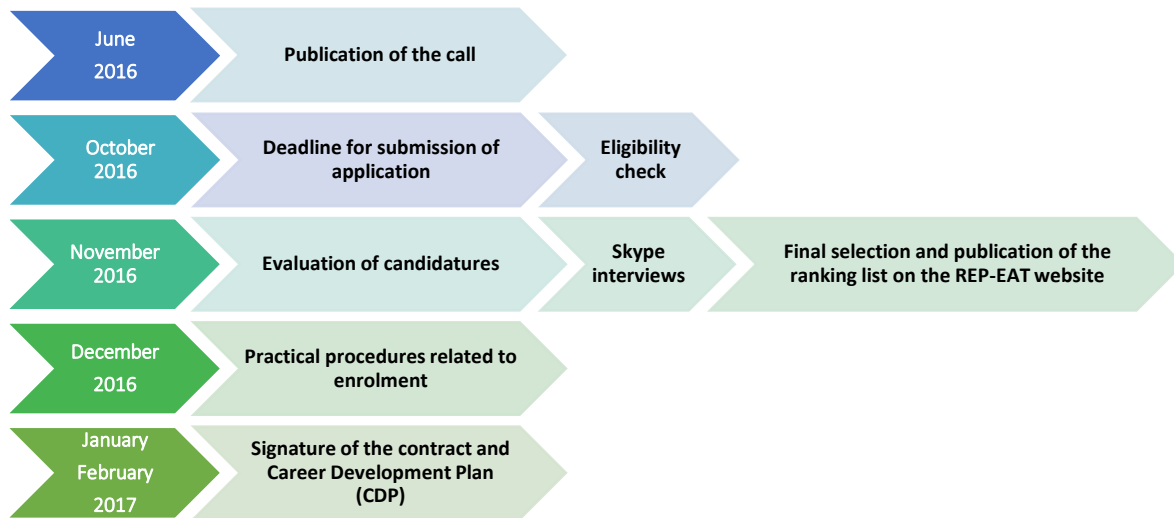 June
2016
Publication of the call
October
2016
Deadline for submission of
application
Eligibility
check
November
2016
Evaluation of candidatures
Skype
interviews
Final selection and publication of the
ranking list on the REP-EAT website
December
2016
Practical procedures related to
enrolment
January
February
2017
Signature of the contract and
Career Development Plan
(CDP)